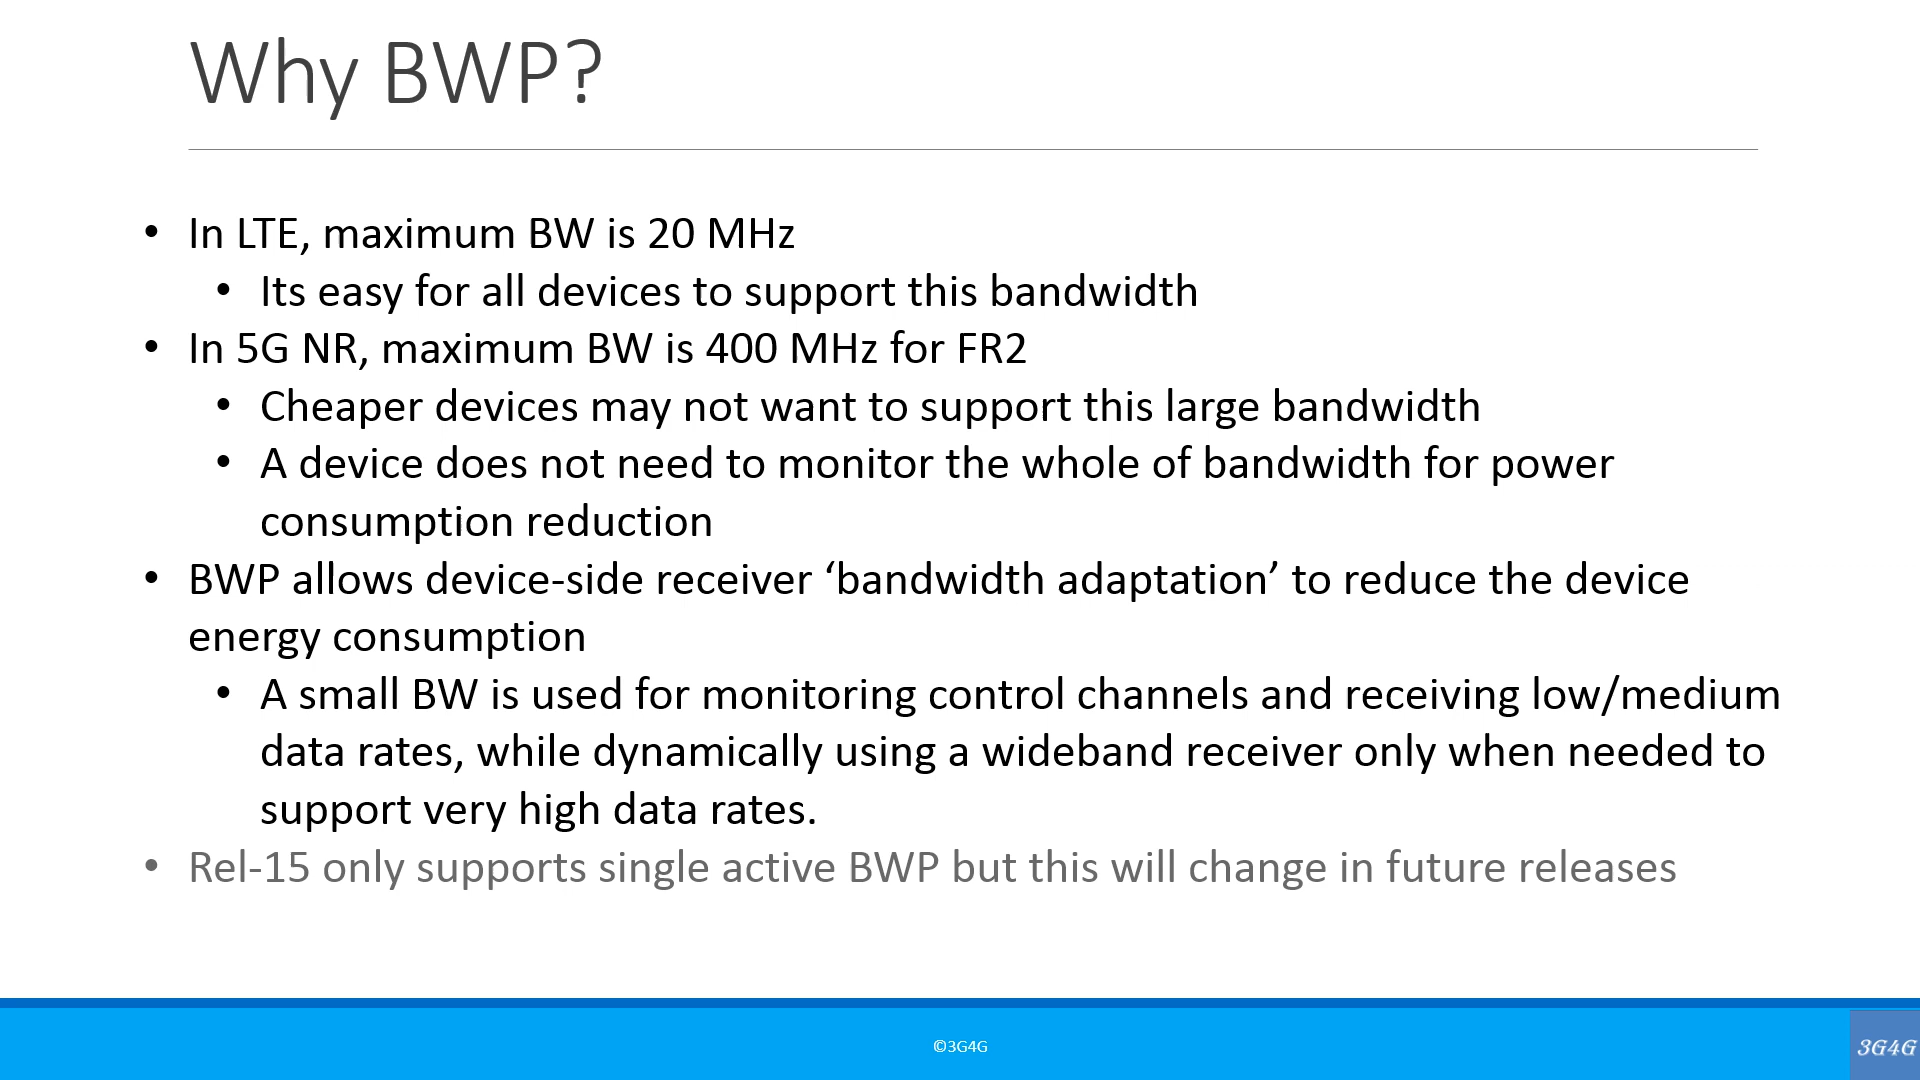 Why BWP?
• In LTE, maximum BW is 20 MHz
• Its easy for all devices to support this bandwidth
• In 5G NR, maximum BW is 400 MHz for FR2
• Cheaper devices may not want to support this large bandwidth
• A device does not need to monitor the whole of bandwidth for power
consumption reduction
• BWP allows device-side receiver ‘bandwidth adaptation’ to reduce the device
energy consumption
• A small BW is used for monitoring control channels and receiving low/medium
data rates, while dynamically using a wideband receiver only when needed to
support very high data rates.
• Rel-15 only supports single active BWP but this will change in future releases
©3G4G
3G4G